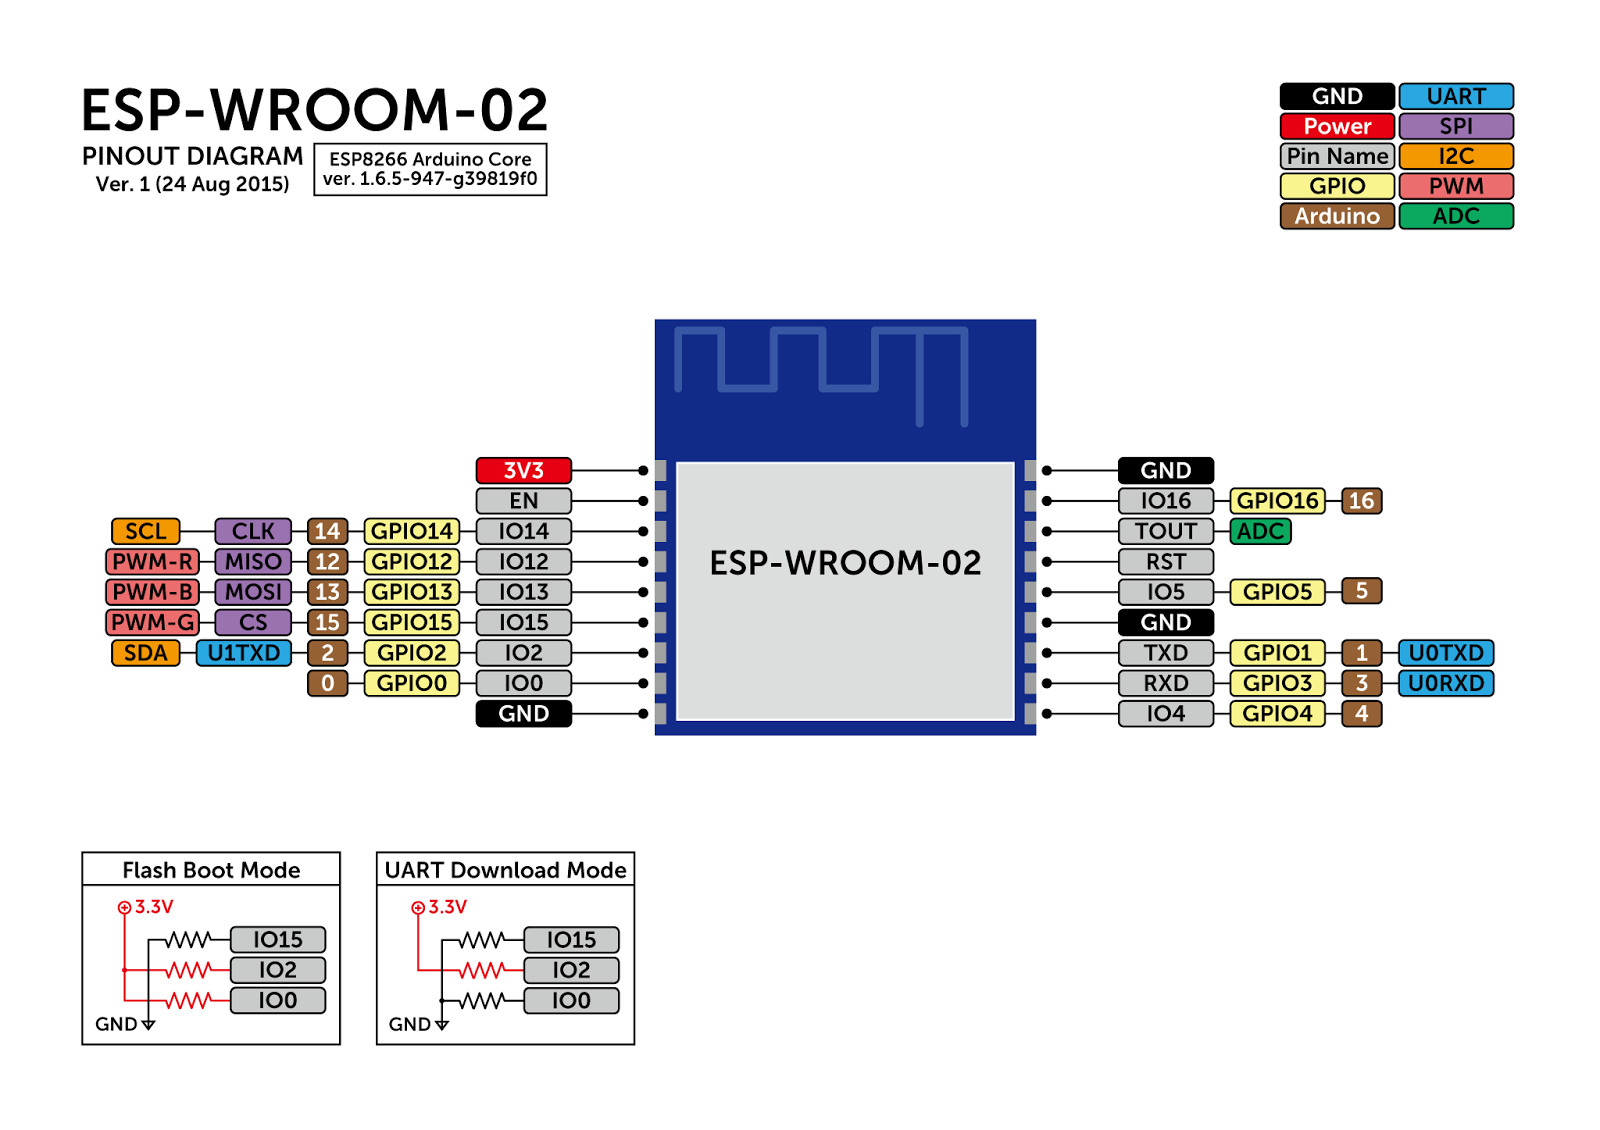 ESP-WROOM-02
PINOUT DIAGRAM
Ver. 1 (24 Aug 2015)
ESP8266 Arduino Core
ver. 1.6.5-947-g39819f0
GND UART
Power SPI
Pin Name I2C
GPIO PWM
Arduino ADC
3V3
EN
SCL CLK 14 GPIO14 IO14
PWM-R MISO 12 GPIO12 IO12
PWM-B MOSI 13 GPIO13 IO13
PWM-G CS 15 GPIO15 IO15
SDA U1TXD 2 GPIO2 IO2
0 GPIO0 IO0
GND
ESP-WROOM-02
GND
IO16 GPIO16 16
TOUT ADC
RST
IO5 GPIO5 5
GND
TXD GPIO1 1 U0TXD
RXD GPIO3 3 U0RXD
IO4 GPIO4 4
Flash Boot Mode
3.3V
IO15
IO2
IO0
GND
UART Download Mode
3.3V
IO15
IO2
IO0
GND